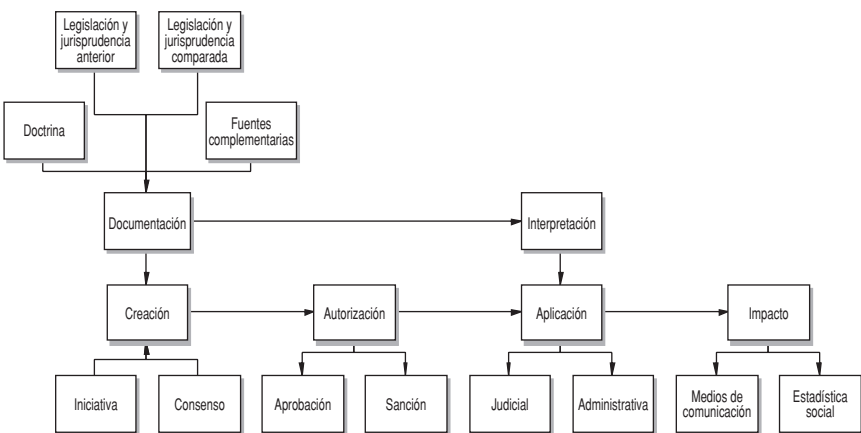 Legislación y
jurisprudencia
anterior
Legislación y
jurisprudencia
comparada
Doctrina
Fuentes
complementarias
Documentación
Interpretación
Creación
Autorización
Aplicación
Impacto
Iniciativa
Consenso
Aprobación
Sanción
Judicial
Administrativa
Medios de
comunicación
Estadística
social